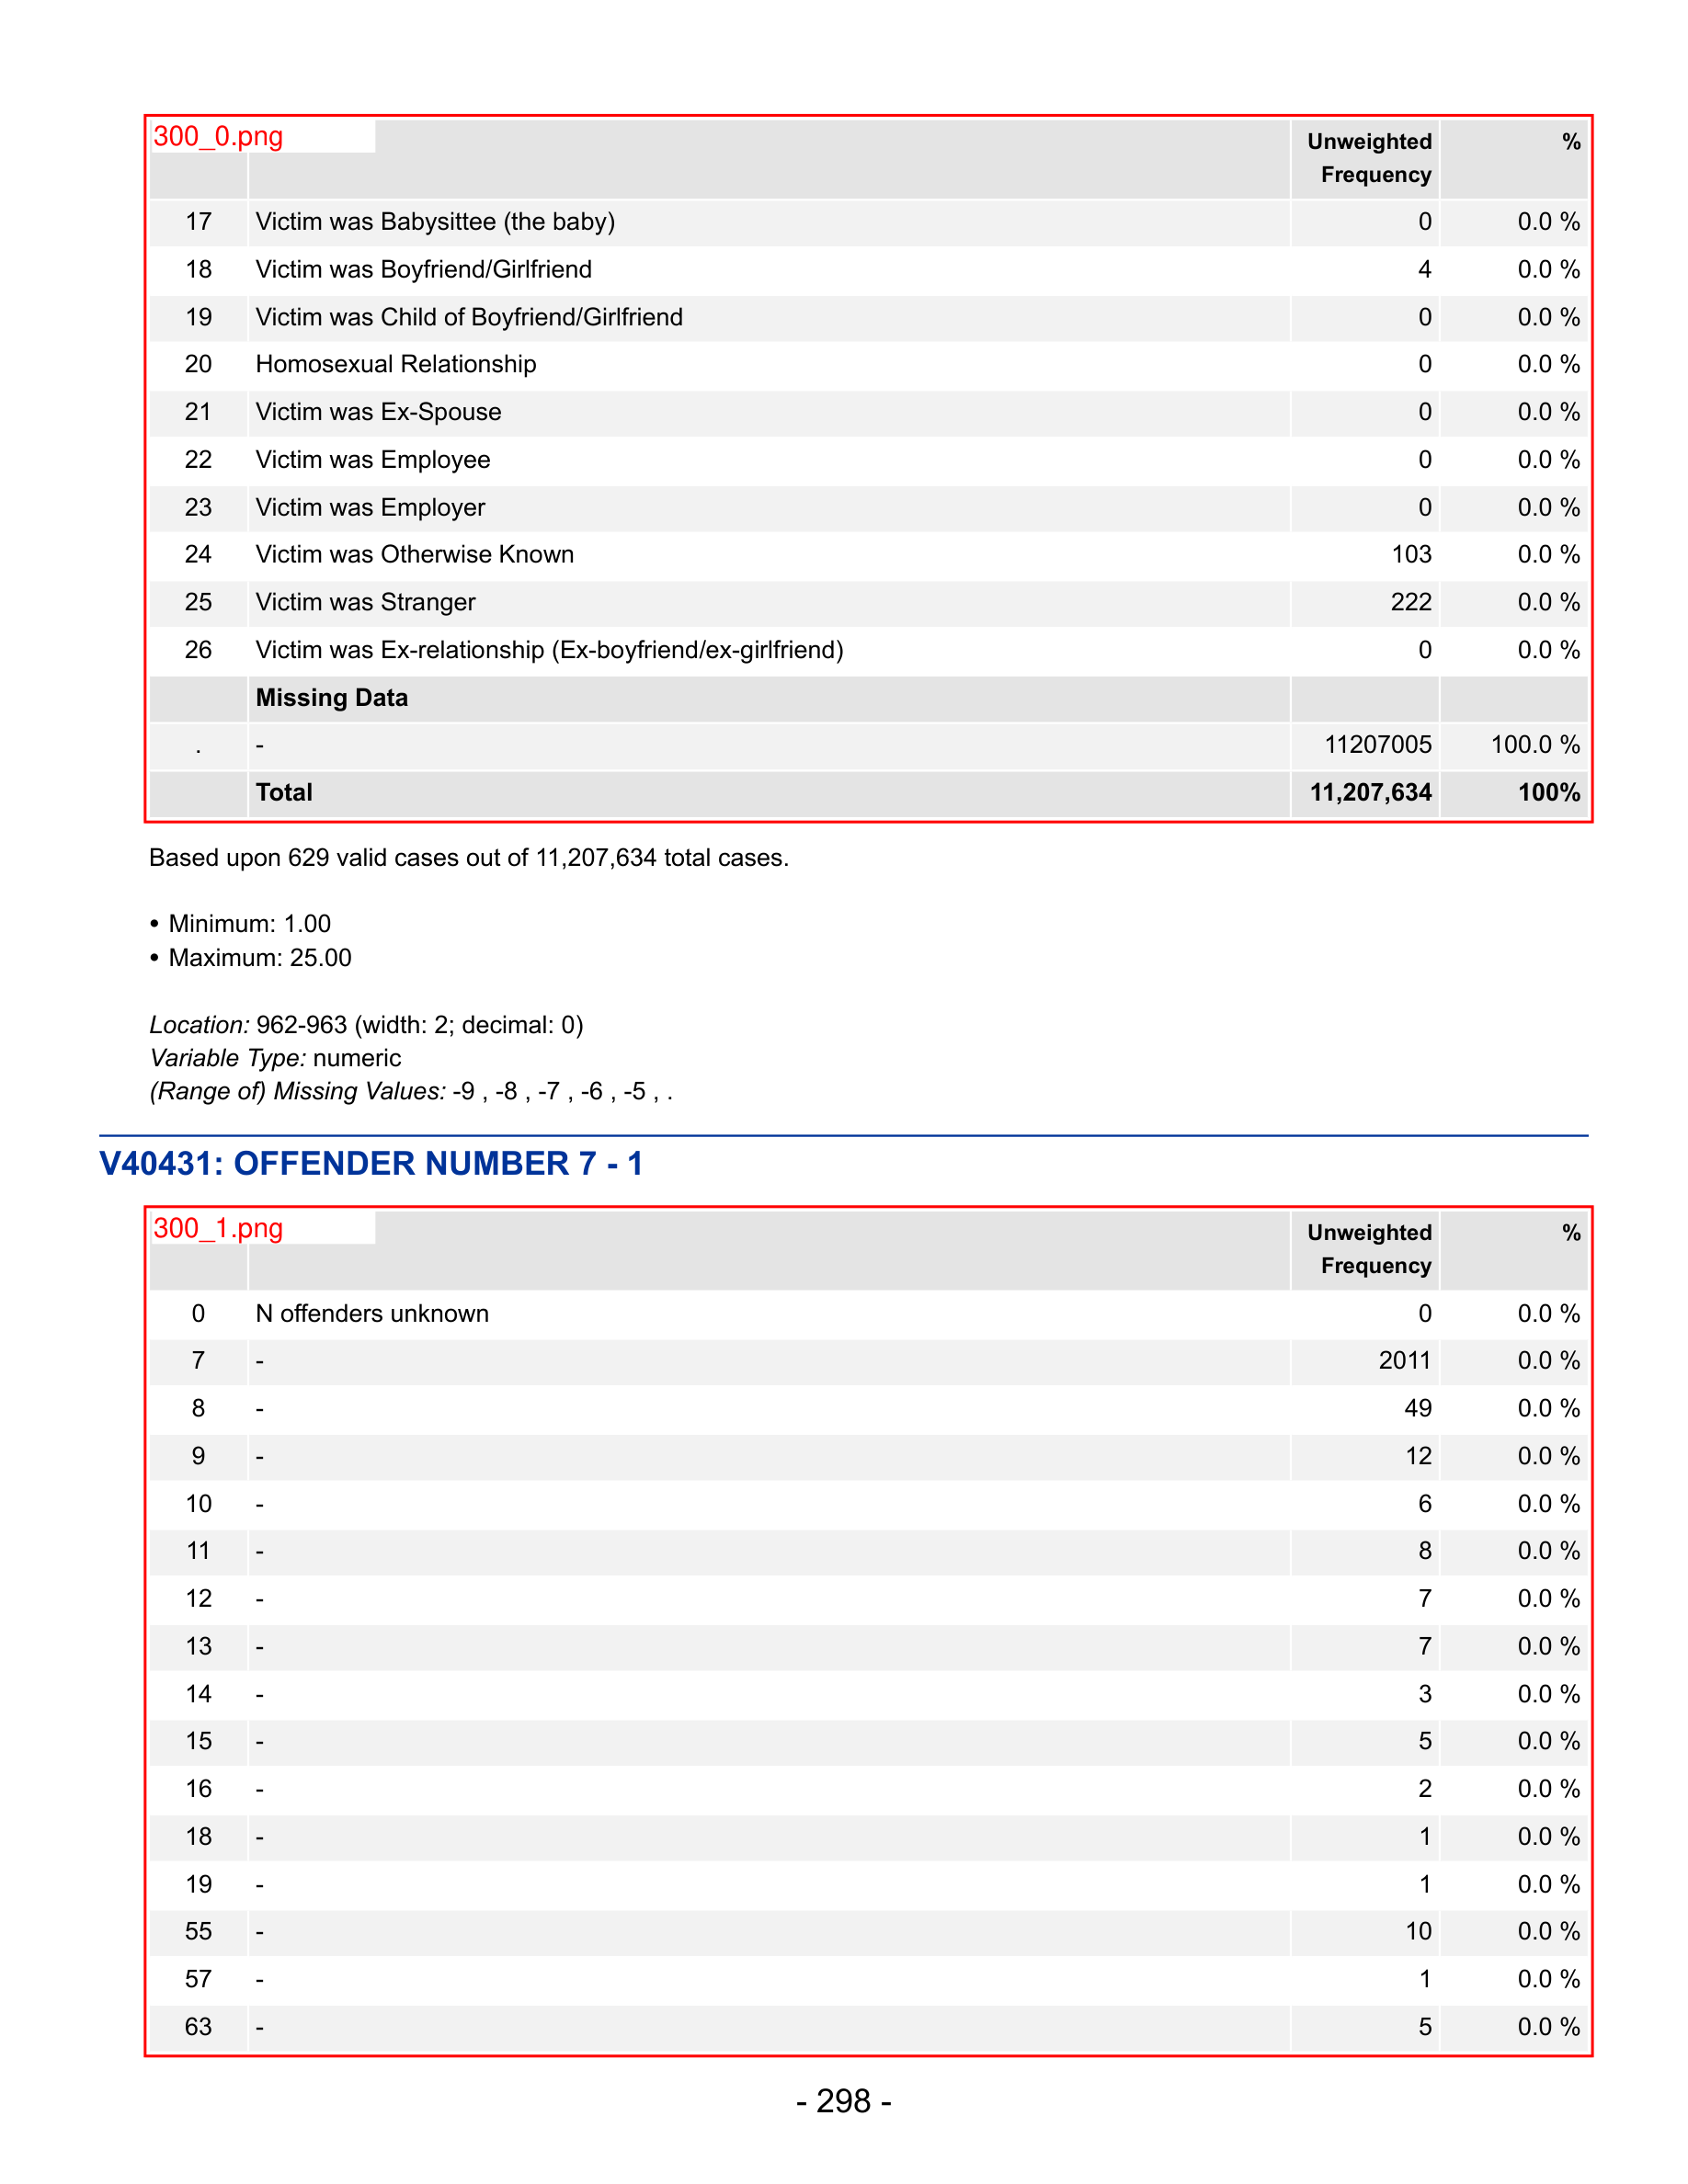 300_0.png
Unweighted Frequency %
17 Victim was Babysittee (the baby) 0 0.0 %
18 Victim was Boyfriend/Girlfriend 4 0.0 %
19 Victim was Child of Boyfriend/Girlfriend 0 0.0 %
20 Homosexual Relationship 0 0.0 %
21 Victim was Ex-Spouse 0 0.0 %
22 Victim was Employee 0 0.0 %
23 Victim was Employer 0 0.0 %
24 Victim was Otherwise Known 103 0.0 %
25 Victim was Stranger 222 0.0 %
26 Victim was Ex-relationship (Ex-boyfriend/ex-girlfriend) 0 0.0 %
Missing Data
. - 11207005 100.0 %
Total 11,207,634 100%
Based upon 629 valid cases out of 11,207,634 total cases.
• Minimum: 1.00
• Maximum: 25.00
Location: 962-963 (width: 2; decimal: 0)
Variable Type: numeric
(Range of) Missing Values: -9 , -8 , -7 , -6 , -5 , .
V40431: OFFENDER NUMBER 7 - 1
300_1.png
Unweighted Frequency %
0 N offenders unknown 0 0.0 %
7 - 2011 0.0 %
8 - 49 0.0 %
9 - 12 0.0 %
10 - 6 0.0 %
11 - 8 0.0 %
12 - 7 0.0 %
13 - 7 0.0 %
14 - 3 0.0 %
15 - 5 0.0 %
16 - 2 0.0 %
18 - 1 0.0 %
19 - 1 0.0 %
55 - 10 0.0 %
57 - 1 0.0 %
63 - 5 0.0 %
- 298 -